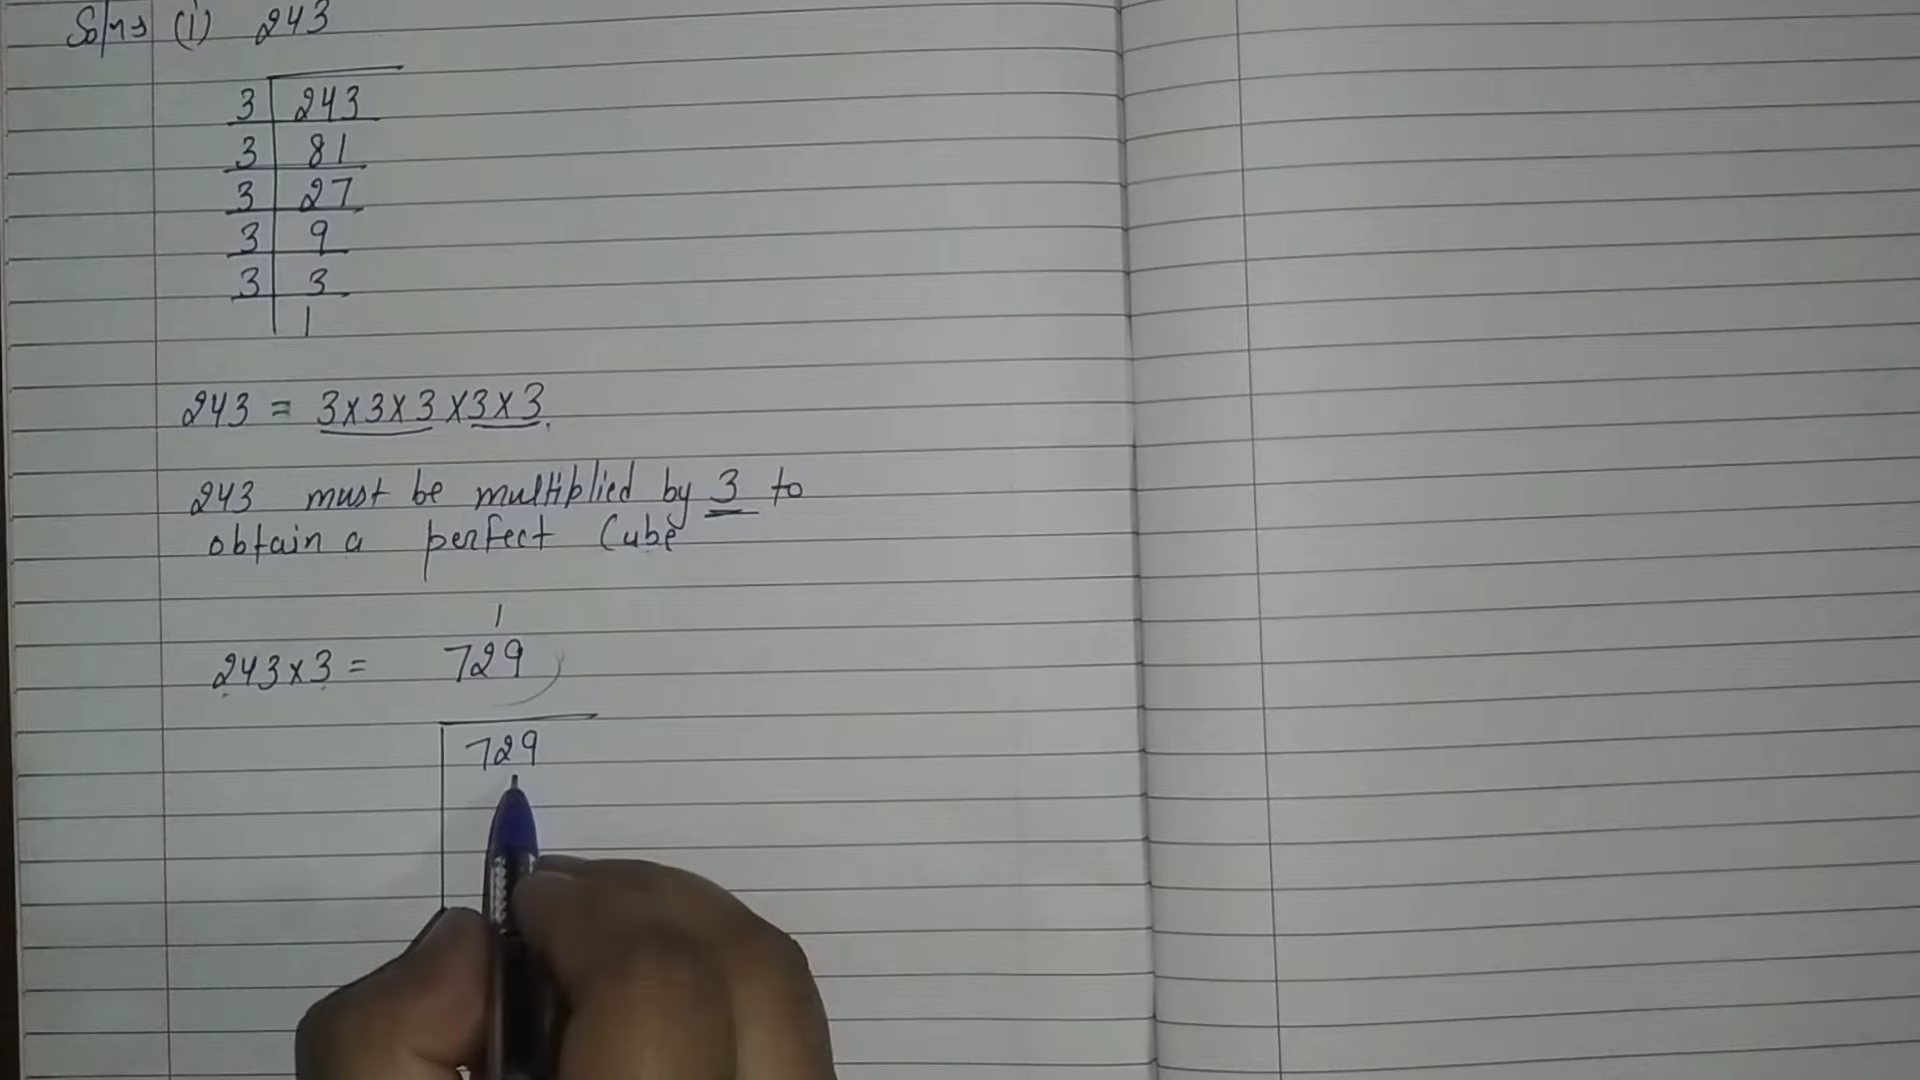 Solns (i) 243
3 243
3 81
3 27
3 9
3 3
1
243 = 3x3x3x3x3.
243 must be multiplied by 3 to
obtain a perfect Cube
1
243x3 = 729
729